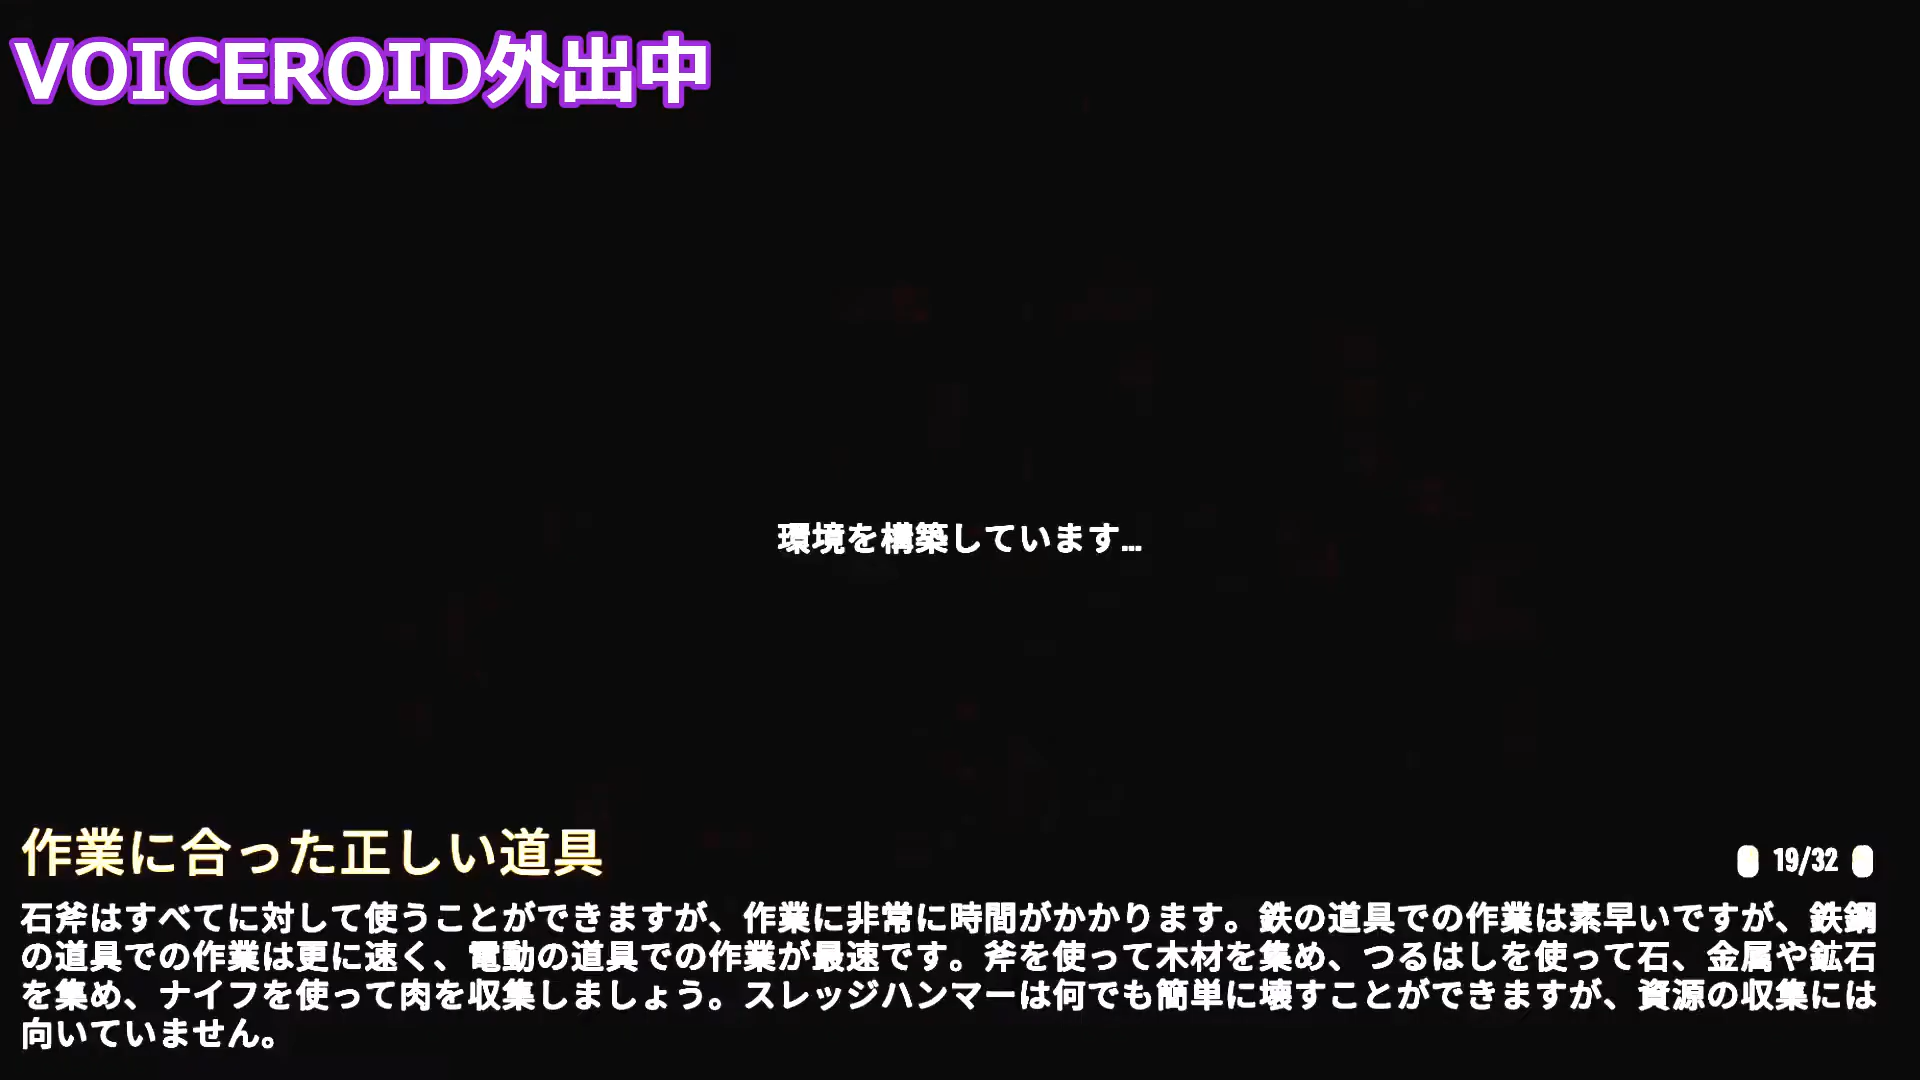 VOICEROID外出中
環境を構築しています...
作業に合った正しい道具
19/32
石斧はすべてに対して使うことができますが、作業に非常に時間がかかります。鉄の道具での作業は素早いですが、鉄鋼
の道具での作業は更に速く、電動の道具での作業が最速です。斧を使って木材を集め、つるはしを使って石、金属や鉱石
を集め、ナイフを使って肉を収集しましょう。スレッジハンマーは何でも簡単に壊すことができますが、資源の収集には
向いていません。